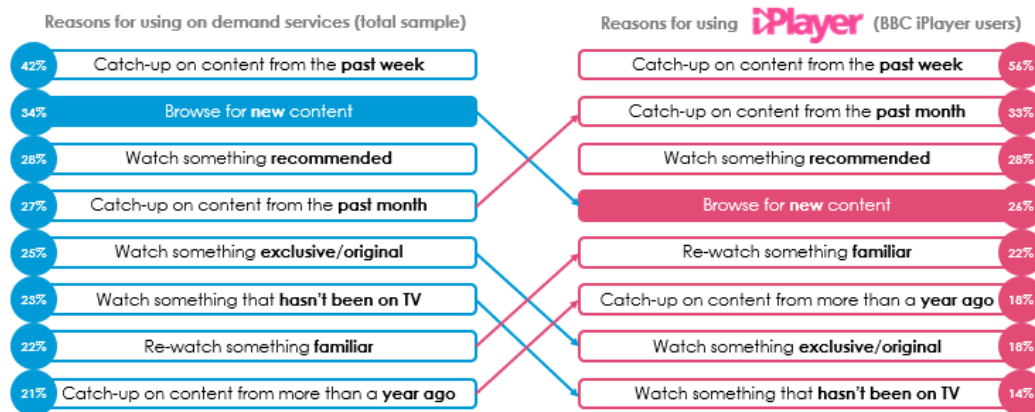 Reasons for using on demand services (total sample)
42% Catch-up on content from the past week
34% Browse for new content
28% Watch something recommended
27% Catch-up on content from the past month
25% Watch something exclusive/original
23% Watch something that hasn't been on TV
22% Re-watch something familiar
21% Catch-up on content from more than a year ago
Reasons for using iPlayer (BBC iPlayer users)
Catch-up on content from the past week 56%
Catch-up on content from the past month 33%
Watch something recommended 28%
Browse for new content 26%
Re-watch something familiar 22%
Catch-up on content from more than a year ago 18%
Watch something exclusive/original 18%
Watch something that hasn't been on TV 14%